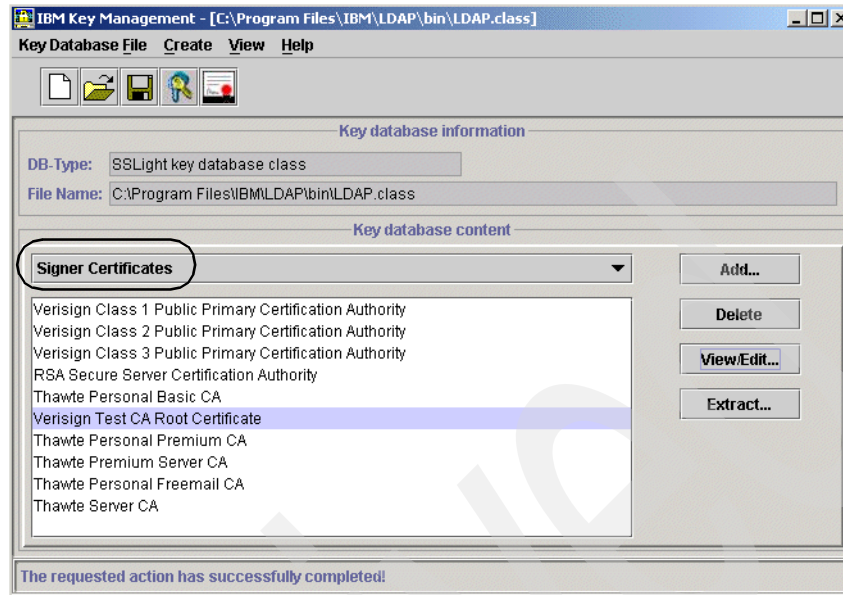 IBM Key Management - [C:\Program Files\IBM\LDAP\bin\LDAP.class]
Key Database File Create View Help
Key database information
DB-Type: SSLight key database class
File Name: C:\Program Files\IBM\LDAP\bin\LDAP.class
Key database content
Signer Certificates
Add...
Verisign Class 1 Public Primary Certification Authority
Verisign Class 2 Public Primary Certification Authority
Verisign Class 3 Public Primary Certification Authority
RSA Secure Server Certification Authority
Thawte Personal Basic CA
Verisign Test CA Root Certificate
Thawte Personal Premium CA
Thawte Premium Server CA
Thawte Personal Freemail CA
Thawte Server CA
Delete
View/Edit...
Extract...
The requested action has successfully completed!